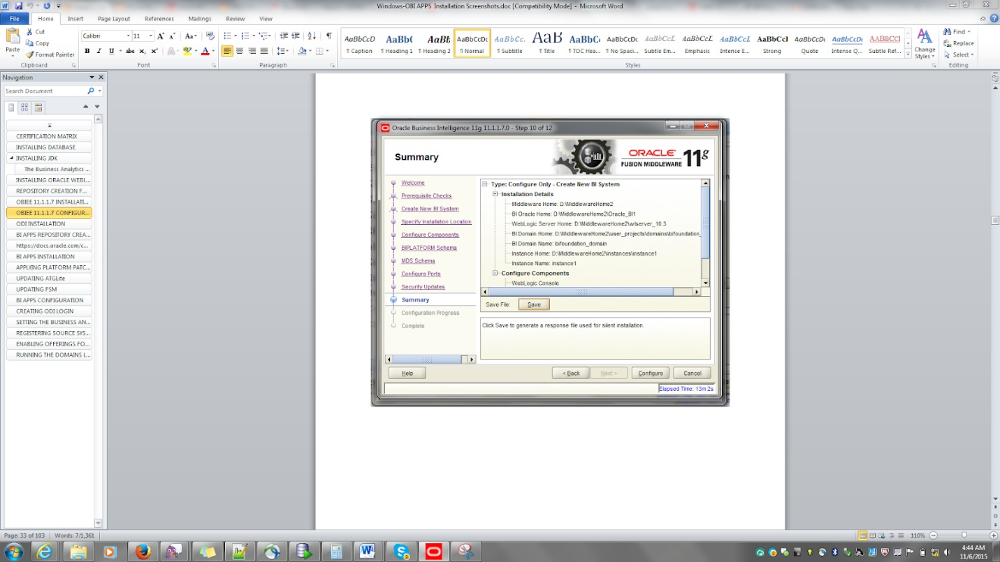 Windows-OBI APPS Installation Screenshots.doc [Compatibility Mode] - Microsoft Word
File Home Insert Page Layout References Mailings Review View
Paste
Cut
Copy
Format Painter
Clipboard
Calibri 11
Font
Paragraph
AaBbCcD AaBb( AaBl AaBbCcDc AaBbCc. AaB AaBbC AaBbCcDc AaBbCcL AaBbCcL AaBbCcL AaBbCcl AaBbCcDc AaBbCcDc AABBCCI
¶ Caption ¶ Heading 1 ¶ Heading 2 ¶ Normal ¶ Subtitle ¶ Title ¶ TOC Hea... ¶ No Spaci... Subtle Em... Emphasis Intense E... Strong Quote Intense Q... Subtle Ref...
Styles
Change Styles
Find
Replace
Select
Editing
Navigation
Search Document
CERTIFICATION MATRIX
INSTALLING DATABASE
INSTALLING JDK
The Business Analytics ...
INSTALLING ORACLE WEBL...
REPOSITORY CREATION F...
OBIEE 11.1.1.7 INSTALLATI...
OBIEE 11.1.1.7 CONFIGUR...
ODI INSTALLATION
BI APPS REPOSITORY CREA...
https://docs.oracle.com/c...
BI APPS INSTALLATION
APPLYING PLATFORM PATC...
UPDATING ATGLite
UPDATING FSM
BI APPS CONFIGURATION
CREATING ODI LOGIN
SETTING THE BUSINESS AN...
REGISTERING SOURCE SYS...
ENABLING OFFERINGS FO...
RUNNING THE DOMAINS L...
Oracle Business Intelligence 11g 11.1.1.7.0 - Step 10 of 12
Summary
ORACLE
FUSION MIDDLEWARE 11g
Welcome
Prerequisite Checks
Create New BI System
Specify Installation Location
Configure Components
BIPLATFORM Schema
MDS Schema
Configure Ports
Security Updates
Summary
Configuration Progress
Complete
Type: Configure Only - Create New BI System
Installation Details
Middleware Home: D:\MiddlewareHome2
BI Oracle Home: D:\MiddlewareHome2\Oracle_BI1
WebLogic Server Home: D:\MiddlewareHome2\wlserver_10.3
BI Domain Home: D:\MiddlewareHome2\user_projects\domains\bifoundation_
BI Domain Name: bifoundation_domain
Instance Home: D:\MiddlewareHome2\instances\instance1
Instance Name: instance1
Configure Components
WebLogic Console
Save File: Save
Click Save to generate a response file used for silent installation.
Help < Back Next > Configure Cancel
Elapsed Time: 13m 2s
Page: 33 of 103 Words: 7/1,361
110%
4:44 AM
11/6/2015